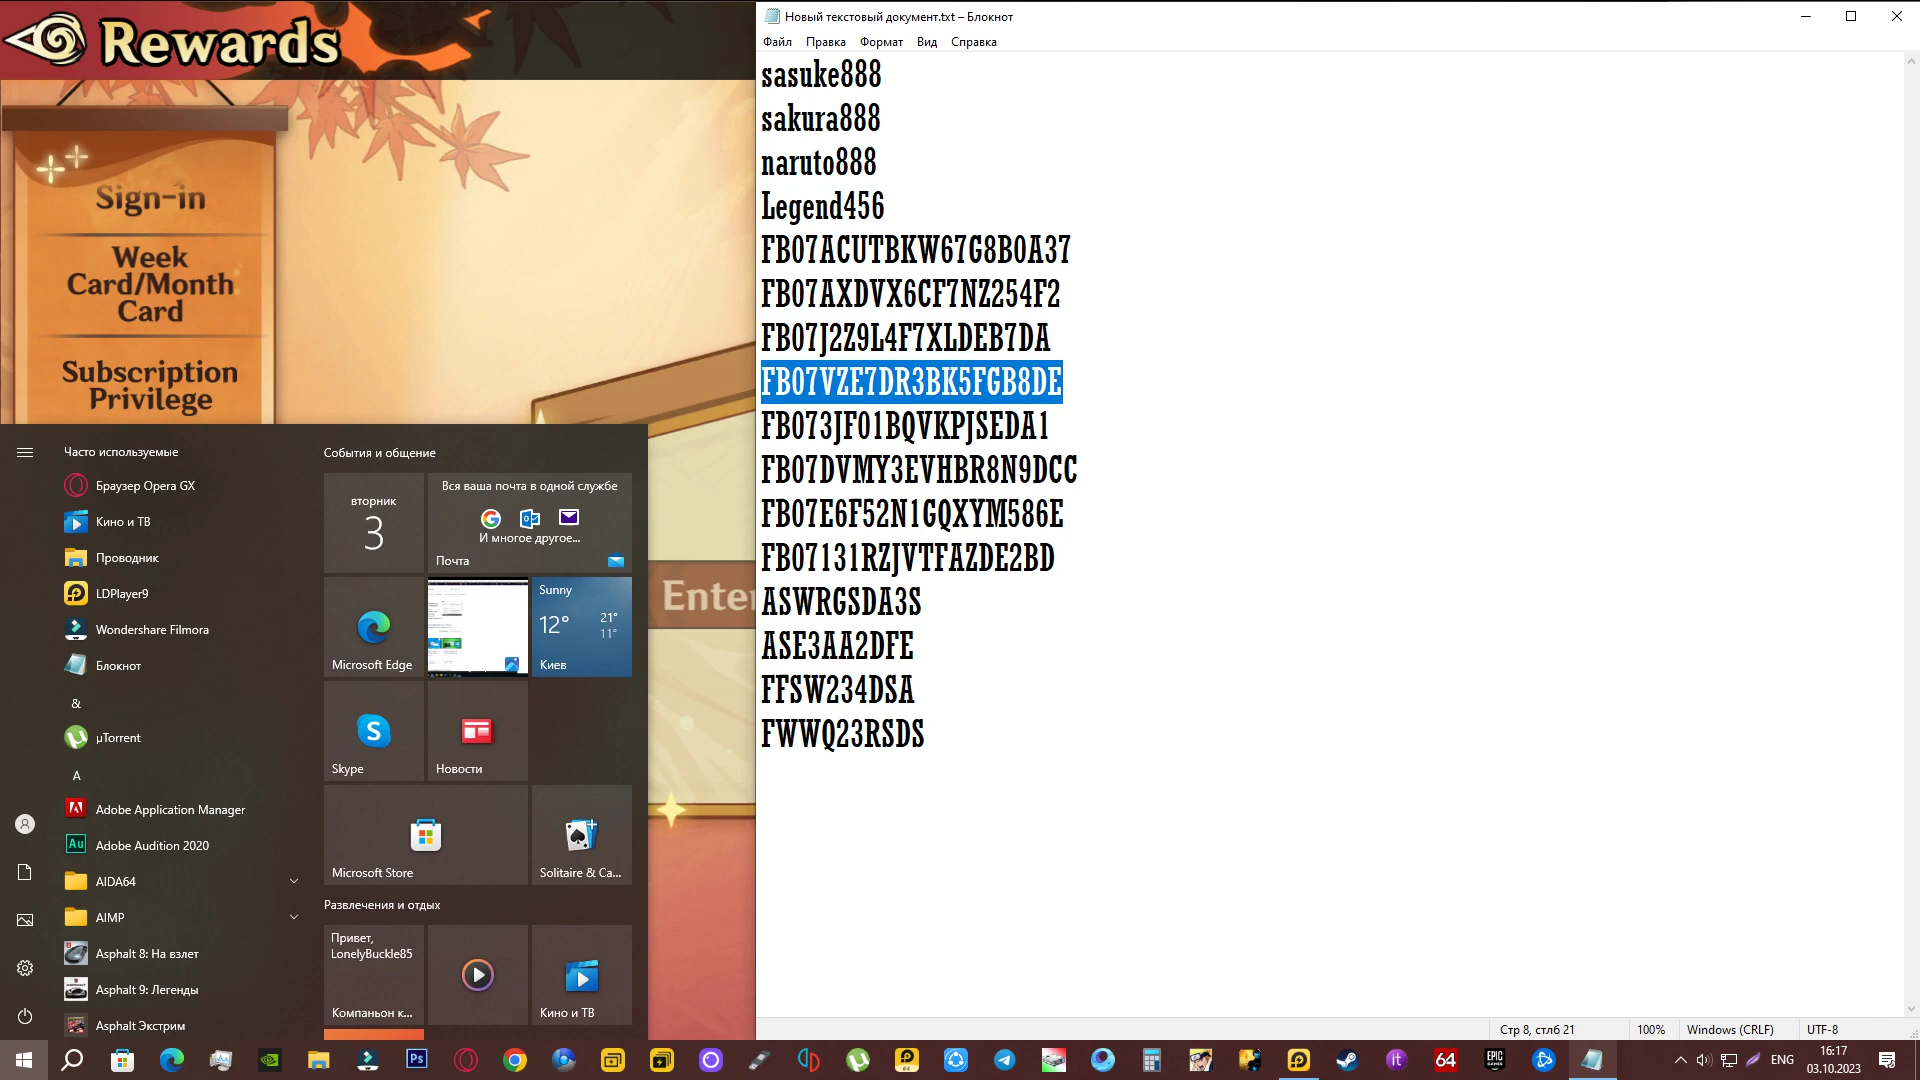 Rewards
Sign-in
Week
Card/Month
Card
Subscription
Privilege
Enter
Новый текстовый документ.txt – Блокнот
Файл Правка Формат Вид Справка
sasuke888
sakura888
naruto888
Legend456
FB07ACUTBKW67G8B0A37
FB07AXDVX6CF7NZ254F2
FB07J2Z9L4F7XLDEB7DA
FB07VZE7DR3BK5FGB8DE
FB073JF01BQVKPJSEDA1
FB07DVMY3EVHBR8N9DCC
FB07E6F52N1GQXYM586E
FB07131RZJVTFAZDE2BD
ASWRGSDA3S
ASE3AA2DFE
FFSW234DSA
FWWQ23RSDS
Стр 8, стлб 21 100% Windows (CRLF) UTF-8
Часто используемые
Браузер Opera GX
Кино и ТВ
Проводник
LDPlayer9
Wondershare Filmora
Блокнот
&
µTorrent
A
Adobe Application Manager
Adobe Audition 2020
AIDA64
AIMP
Asphalt 8: На взлет
Asphalt 9: Легенды
Asphalt Экстрим
События и общение
вторник
3
Вся ваша почта в одной службе
И многое другое...
Почта
Microsoft Edge
Sunny
12° 21°
11°
Киев
Skype
Новости
Microsoft Store
Solitaire & Ca...
Развлечения и отдых
Привет,
LonelyBuckle85
Компаньон к...
Кино и ТВ
ENG
16:17
03.10.2023